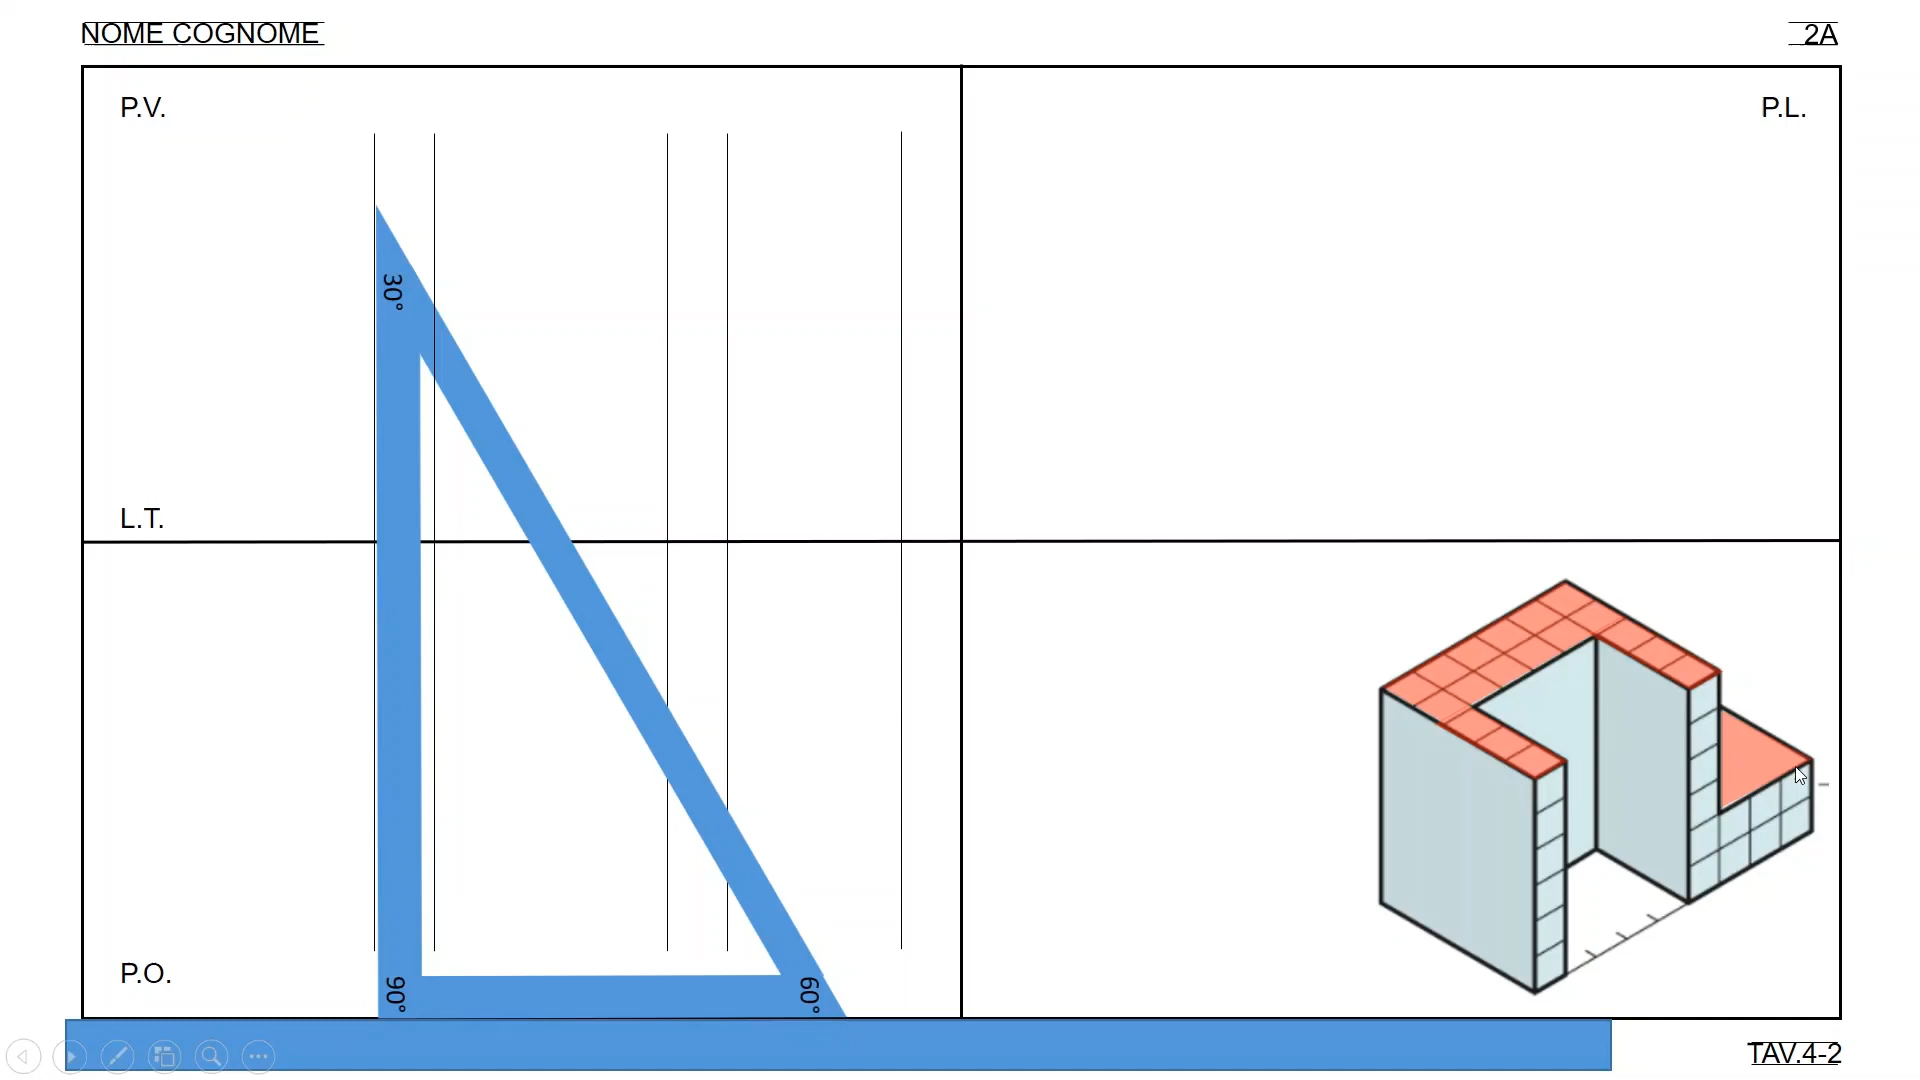 NOME COGNOME
2A
P.V.
P.L.
30°
L.T.
P.O.
90°
60°
TAV.4-2